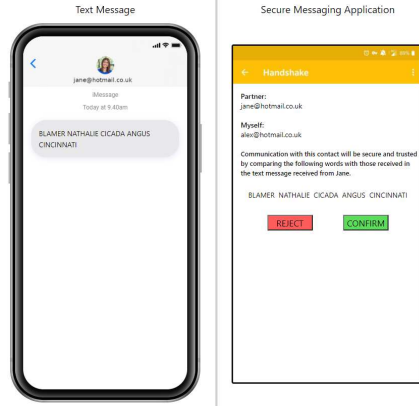 Text Message
jane@hotmail.co.uk
iMessage
Today at 9.40am
BLAMER NATHALIE CICADA ANGUS
CINCINNATI
Secure Messaging Application
Handshake
Partner:
jane@hotmail.co.uk
Myself:
alex@hotmail.co.uk
Communication with this contact will be secure and trusted
by comparing the following words with those received in
the text message received from Jane.
BLAMER NATHALIE CICADA ANGUS CINCINNATI
REJECT CONFIRM